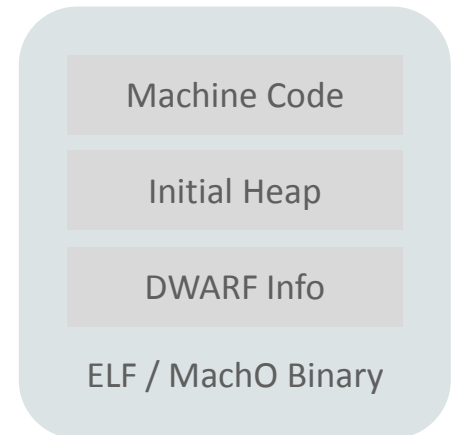 Machine Code
Initial Heap
DWARF Info
ELF / MachO Binary